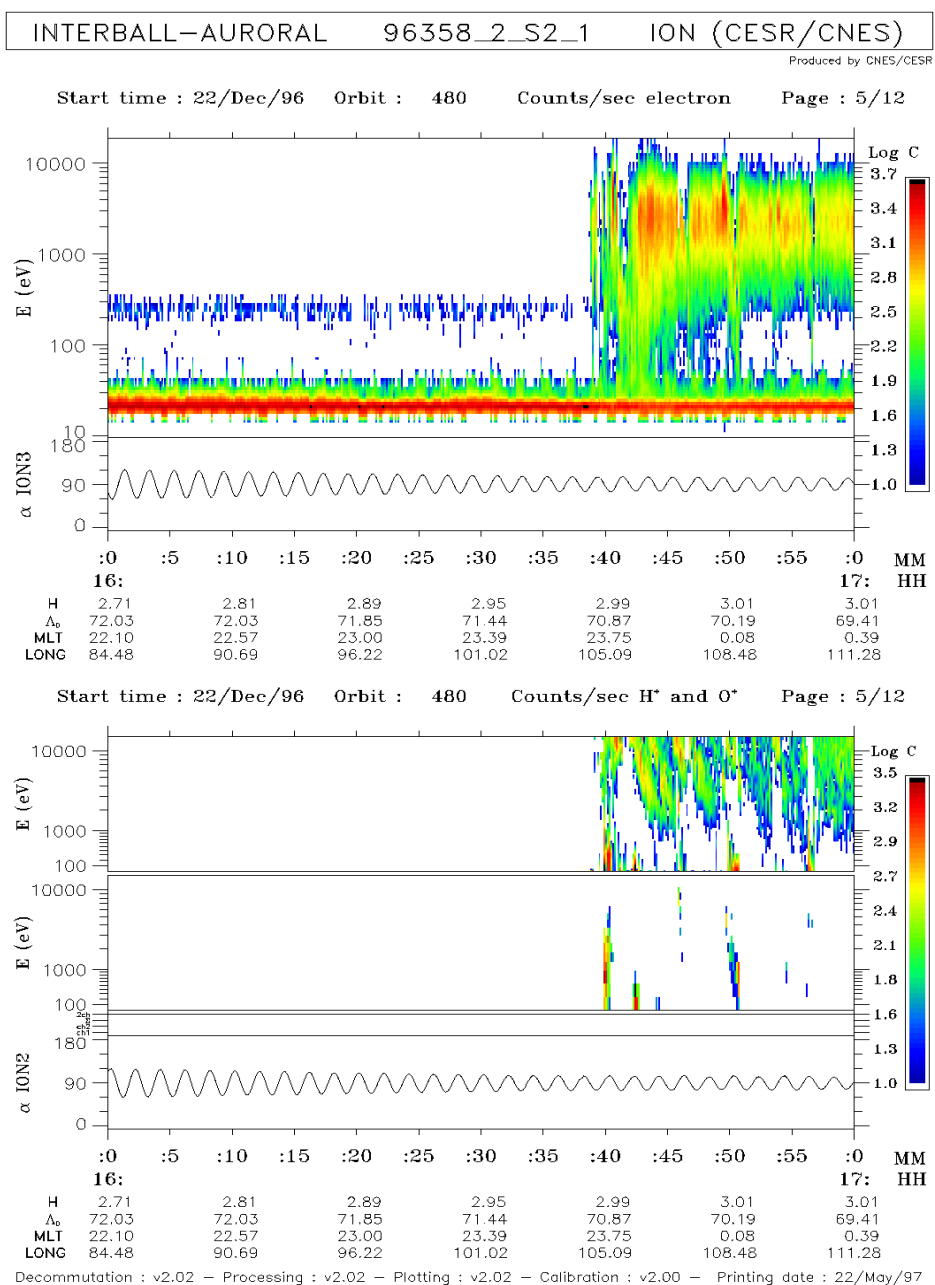 INTERBALL-AURORAL 96358_2_S2_1 ION (CESR/CNES)
Produced by CNES/CESR
Start time : 22/Dec/96 Orbit : 480 Counts/sec electron Page : 5/12
Log C
10000
1000
100
10
E (eV)
3.7
3.4
3.1
2.8
2.5
2.2
1.9
1.6
1.3
1.0
180
90
0
α ION3
:0 :5 :10 :15 :20 :25 :30 :35 :40 :45 :50 :55 :0 MM
16: 17: HH
H 2.71 2.81 2.89 2.95 2.99 3.01 3.01
Λ₀ 72.03 72.03 71.85 71.44 70.87 70.19 69.41
MLT 22.10 22.57 23.00 23.39 23.75 0.08 0.39
LONG 84.48 90.69 96.22 101.02 105.09 108.48 111.28
Start time : 22/Dec/96 Orbit : 480 Counts/sec H⁺ and O⁺ Page : 5/12
Log C
10000
1000
100
E (eV)
10000
1000
100
E (eV)
3.5
3.2
2.9
2.7
2.4
2.1
1.8
1.6
1.3
1.0
2ch
ch2
ch1
180
90
0
α ION2
:0 :5 :10 :15 :20 :25 :30 :35 :40 :45 :50 :55 :0 MM
16: 17: HH
H 2.71 2.81 2.89 2.95 2.99 3.01 3.01
Λ₀ 72.03 72.03 71.85 71.44 70.87 70.19 69.41
MLT 22.10 22.57 23.00 23.39 23.75 0.08 0.39
LONG 84.48 90.69 96.22 101.02 105.09 108.48 111.28
Decommutation : v2.02 - Processing : v2.02 - Plotting : v2.02 - Calibration : v2.00 - Printing date : 22/May/97